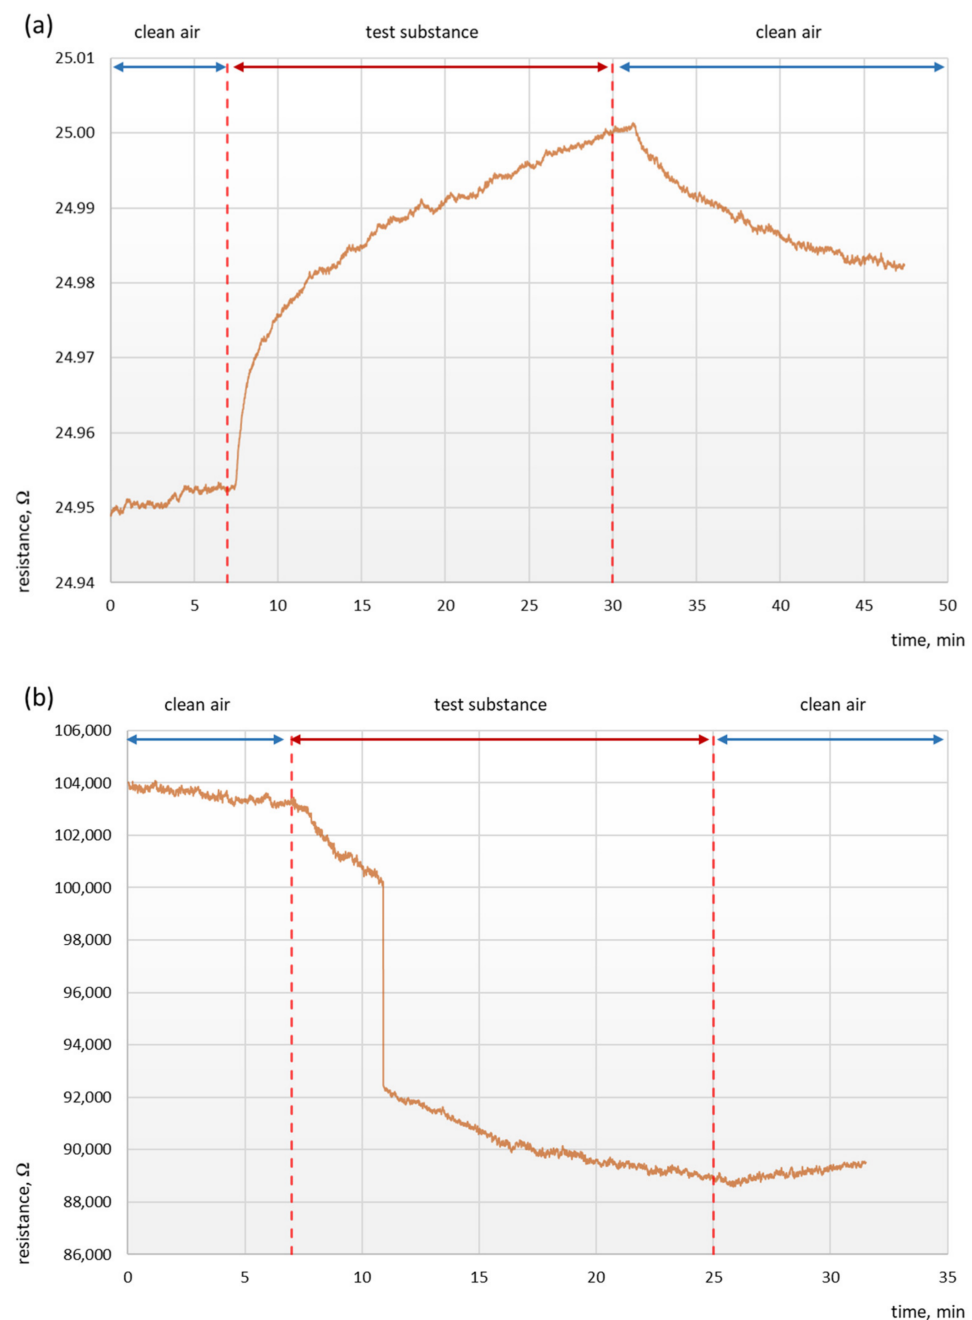 (a)
clean air test substance clean air
25.01
25.00
24.99
24.98
24.97
24.96
24.95
24.94
resistance, Ω
0 5 10 15 20 25 30 35 40 45 50
time, min
(b)
clean air test substance clean air
106,000
104,000
102,000
100,000
98,000
96,000
94,000
92,000
90,000
88,000
86,000
resistance, Ω
0 5 10 15 20 25 30 35
time, min